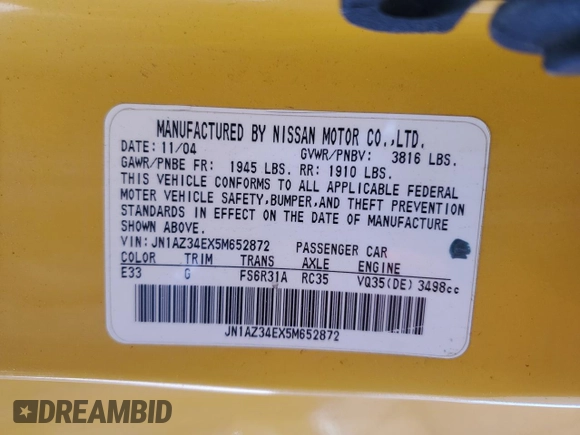 MANUFACTURED BY NISSAN MOTOR CO.,LTD.
DATE: 11/04 GVWR/PNBV: 3816 LBS.
GAWR/PNBE FR: 1945 LBS. RR: 1910 LBS.
THIS VEHICLE CONFORMS TO ALL APPLICABLE FEDERAL
MOTER VEHICLE SAFETY,BUMPER,AND THEFT PREVENTION
STANDARDS IN EFFECT ON THE DATE OF MANUFACTURE
SHOWN ABOVE.
VIN: JN1AZ34EX5M652872 PASSENGER CAR
COLOR TRIM TRANS AXLE ENGINE
E33 G FS6R31A RC35 VQ35(DE) 3498cc
JN1AZ34EX5M652872
DREAMBID